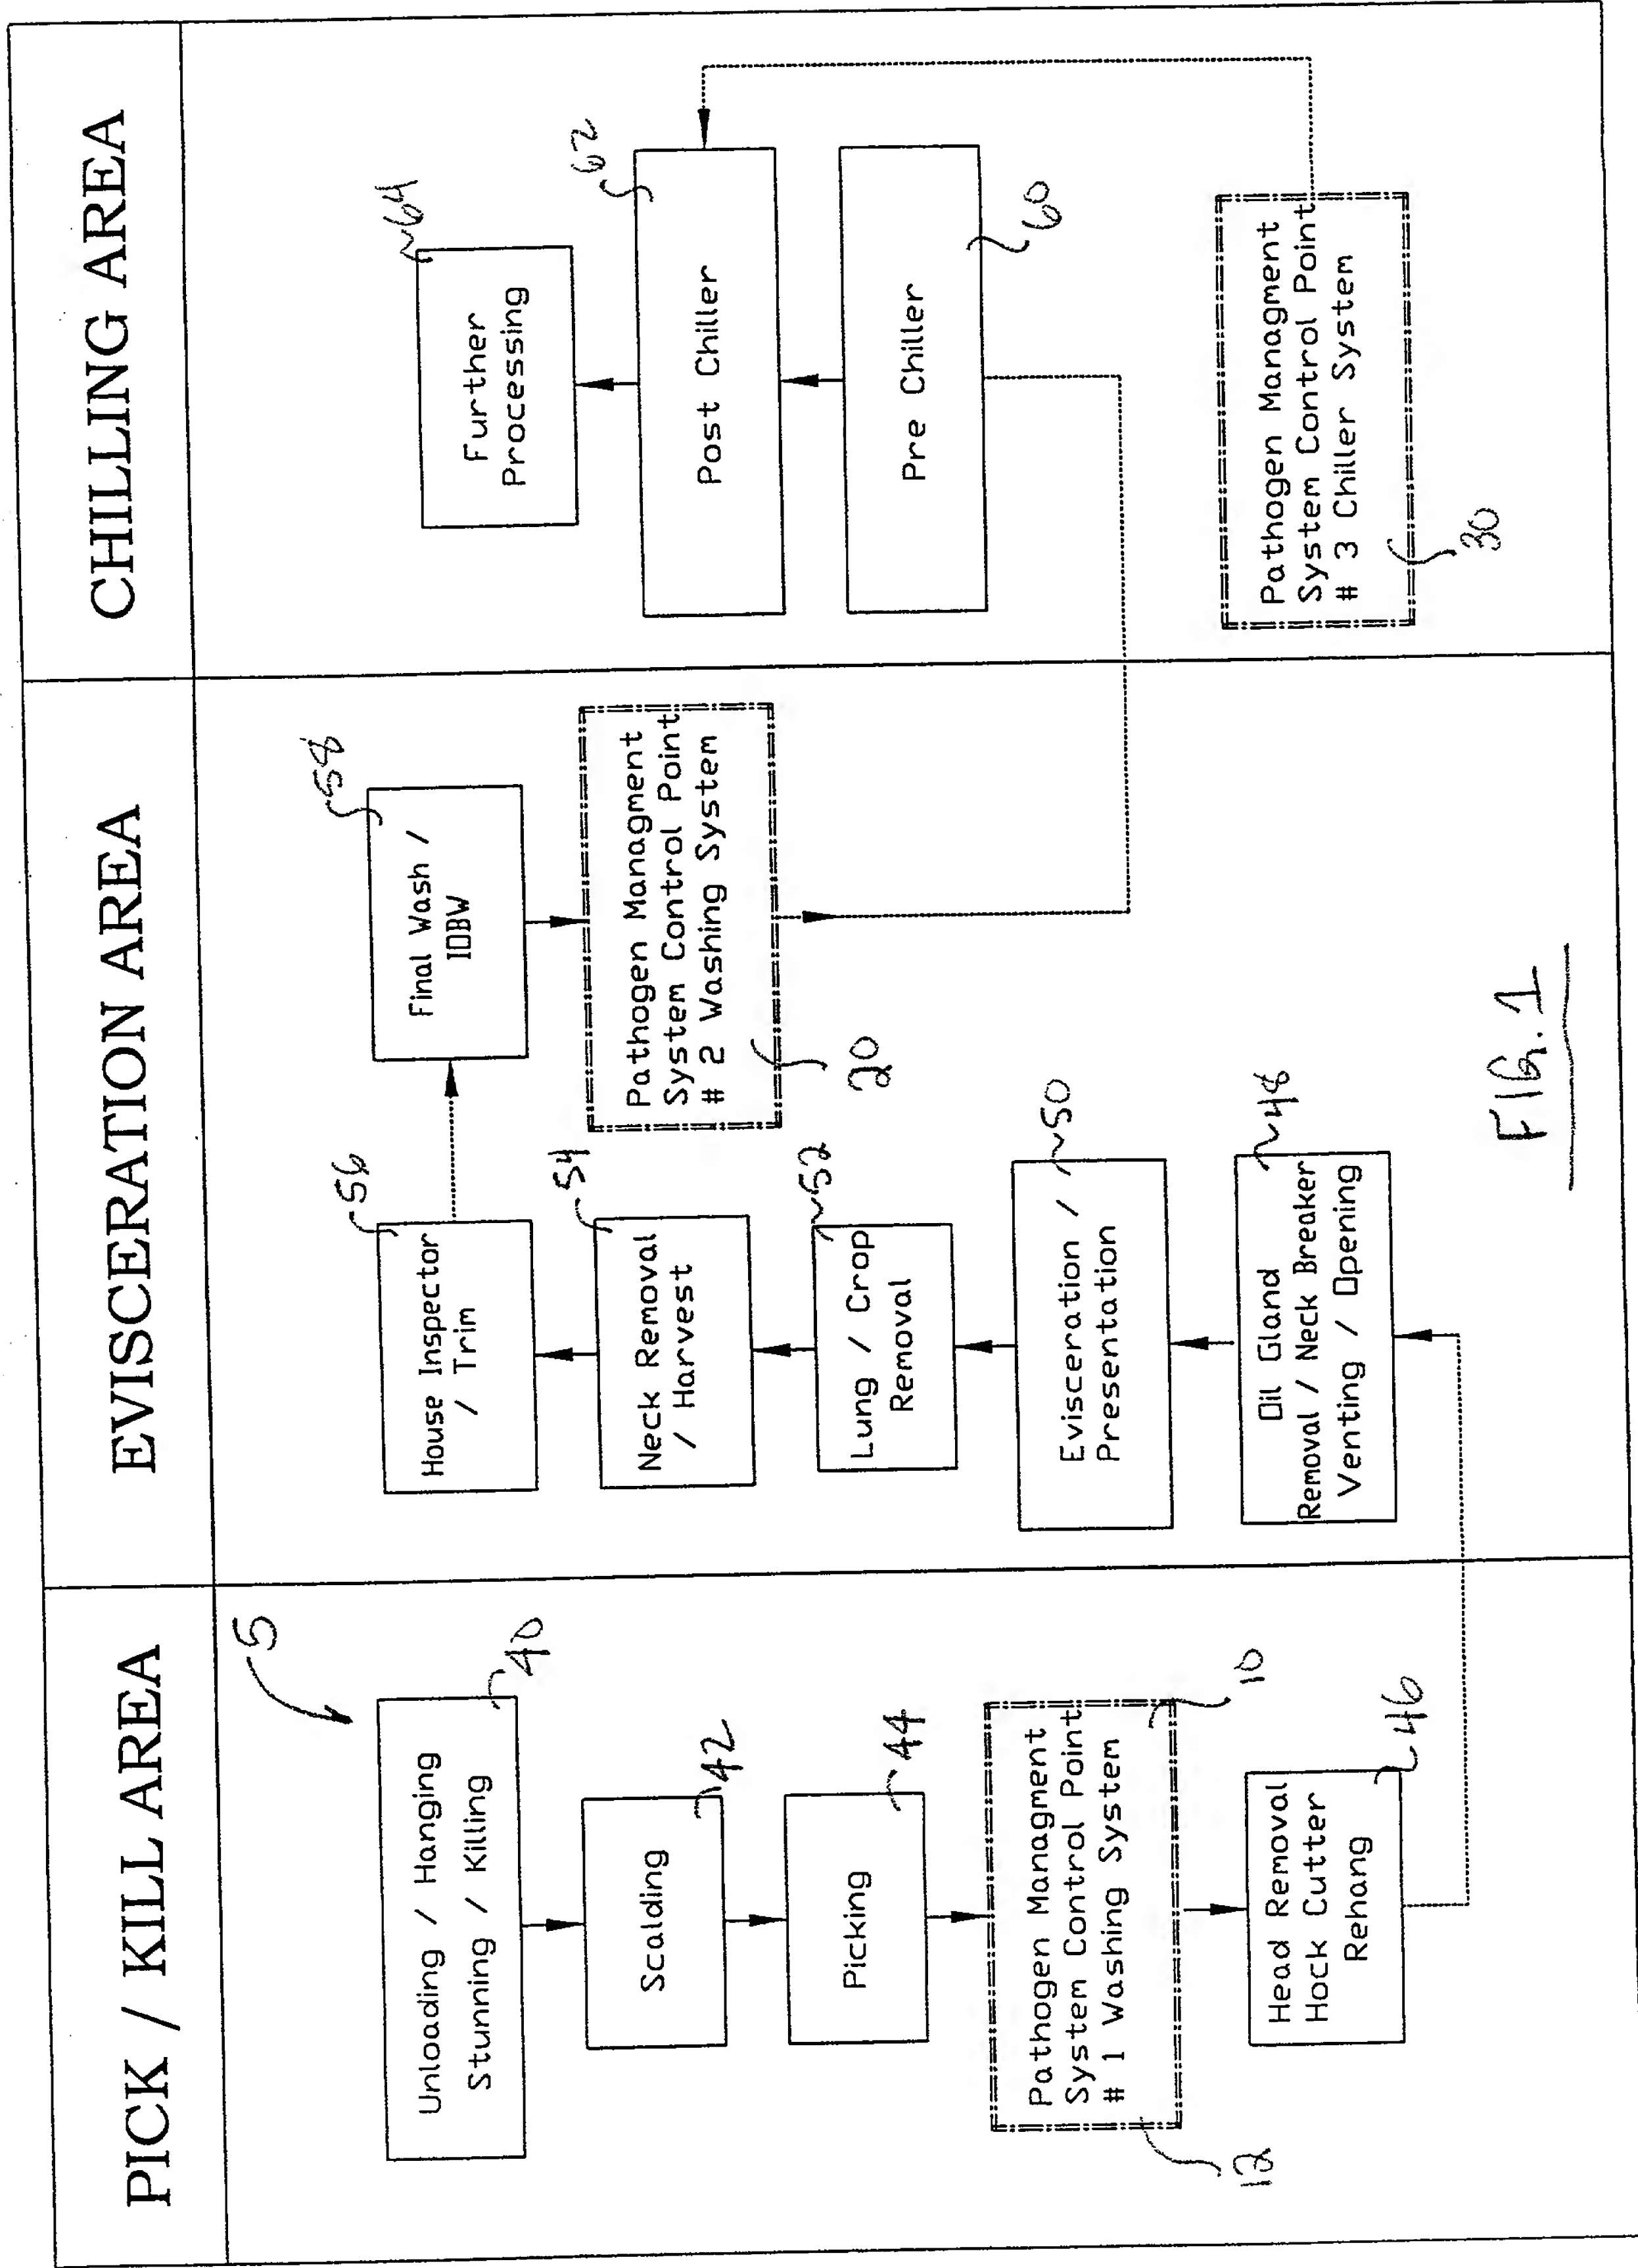 PICK / KILL AREA
EVISCERATION AREA
CHILLING AREA
5
Unloading / Hanging
Stunning / Killing
40
Scalding
42
Picking
44
Pathogen Managment
System Control Point
# 1 Washing System
10
12
Head Removal
Hock Cutter
Rehang
46
House Inspector
/ Trim
56
Neck Removal
/ Harvest
54
Lung / Crop
Removal
52
Evisceration /
Presentation
50
Oil Gland
Removal / Neck Breaker
Venting / Opening
48
Final Wash /
IOBW
58
Pathogen Managment
System Control Point
# 2 Washing System
20
Further
Processing
64
Post Chiller
62
Pre Chiller
60
Pathogen Managment
System Control Point
# 3 Chiller System
30
FIG. 1